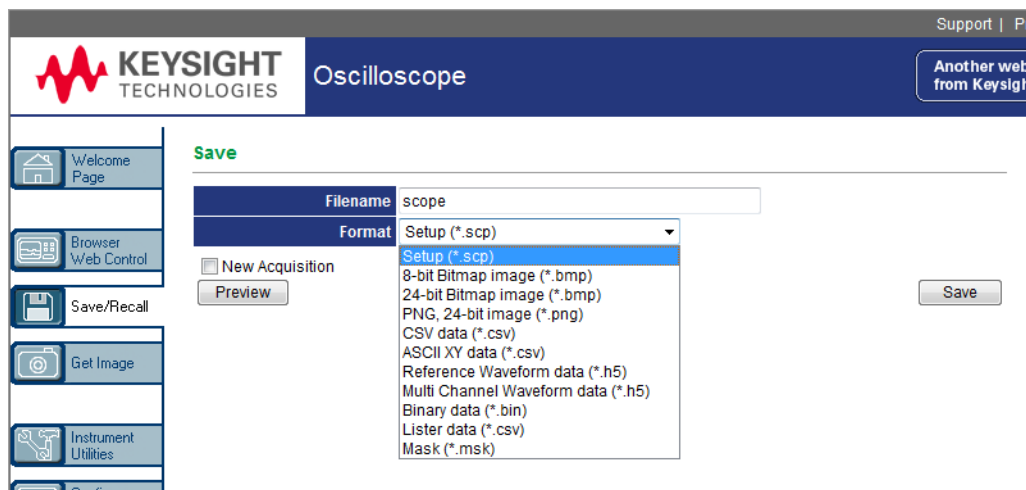 Support | P
KEYSIGHT
TECHNOLOGIES
Oscilloscope
Another web
from Keysigh
Welcome
Page
Browser
Web Control
Save/Recall
Get Image
Instrument
Utilities
Save
Filename scope
Format Setup (*.scp)
Setup (*.scp)
8-bit Bitmap image (*.bmp)
24-bit Bitmap image (*.bmp)
PNG, 24-bit image (*.png)
CSV data (*.csv)
ASCII XY data (*.csv)
Reference Waveform data (*.h5)
Multi Channel Waveform data (*.h5)
Binary data (*.bin)
Lister data (*.csv)
Mask (*.msk)
New Acquisition
Preview
Save